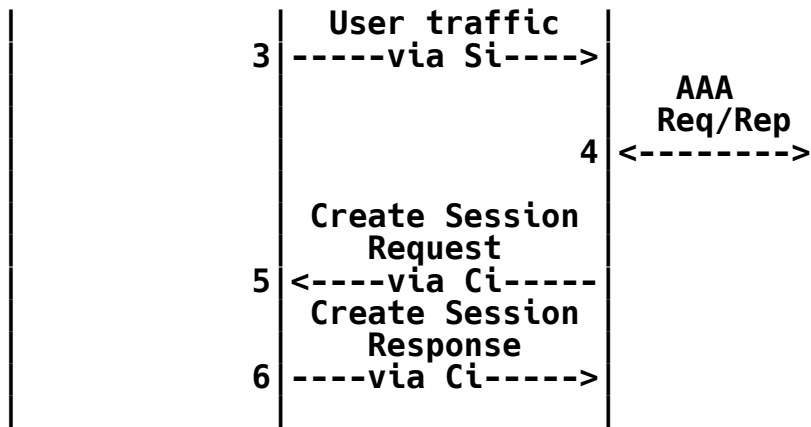 |             | User traffic |
            3|-----via Si---->|
AAA
Req/Rep
4|<-------->
Create Session
Request
5|<----via Ci-----|
Create Session
Response
6|----via Ci----->|